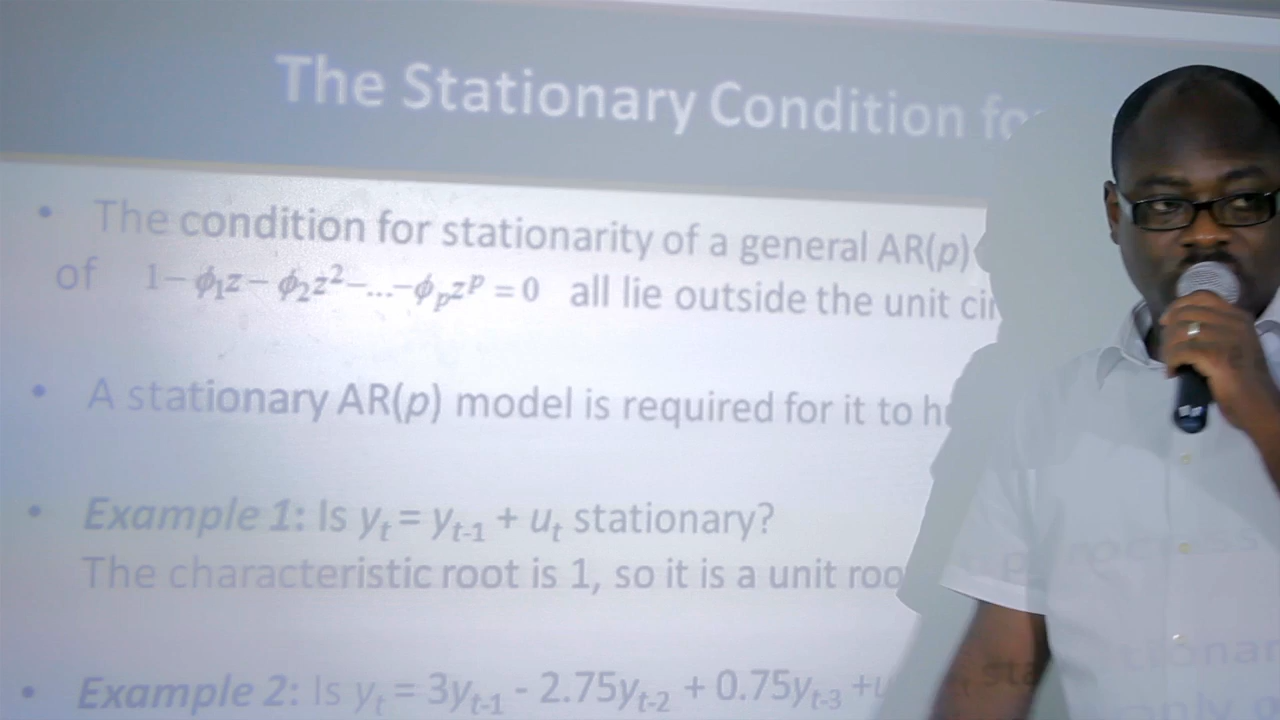 The Stationary Condition for
• The condition for stationarity of a general AR(p)
of 1−ϕ₁z−ϕ₂z²−...−ϕₚzᵖ = 0 all lie outside the unit cir
• A stationary AR(p) model is required for it to h
• Example 1: Is yₜ = yₜ₋₁ + uₜ stationary?
The characteristic root is 1, so it is a unit roo
• Example 2: Is yₜ = 3yₜ₋₁ - 2.75yₜ₋₂ + 0.75yₜ₋₃ +u